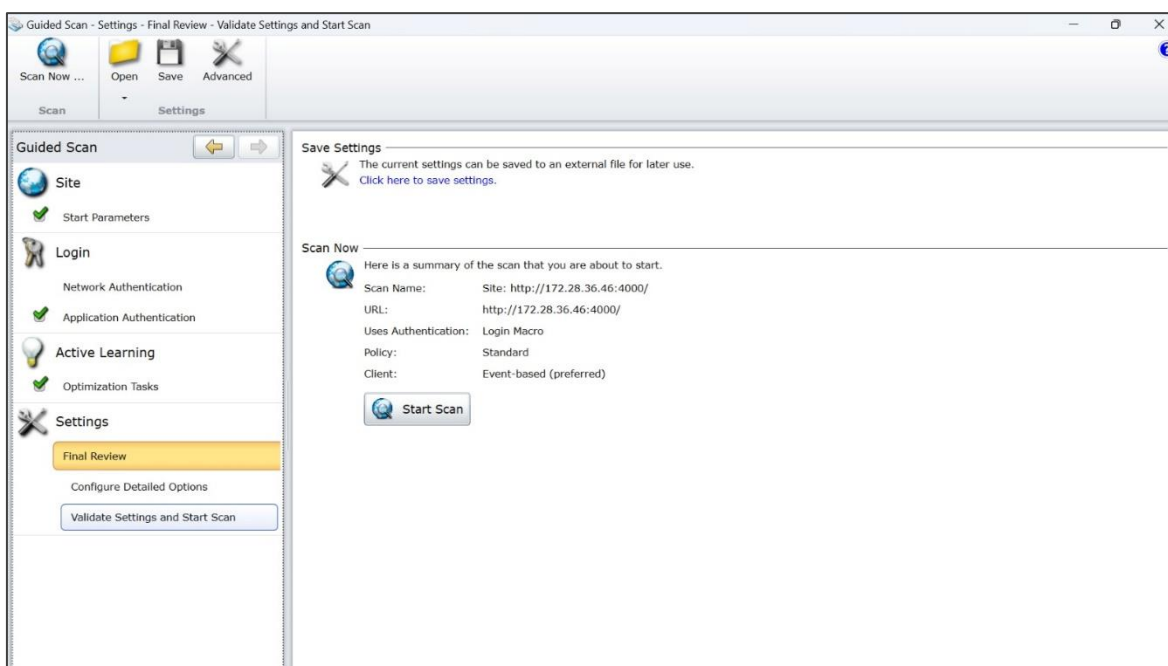 Guided Scan - Settings - Final Review - Validate Settings and Start Scan
Scan Now ...
Open
Save
Advanced
Scan
Settings
Guided Scan
Site
Start Parameters
Login
Network Authentication
Application Authentication
Active Learning
Optimization Tasks
Settings
Final Review
Configure Detailed Options
Validate Settings and Start Scan
Save Settings
The current settings can be saved to an external file for later use.
Click here to save settings.
Scan Now
Here is a summary of the scan that you are about to start.
Scan Name: Site: http://172.28.36.46:4000/
URL: http://172.28.36.46:4000/
Uses Authentication: Login Macro
Policy: Standard
Client: Event-based (preferred)
Start Scan